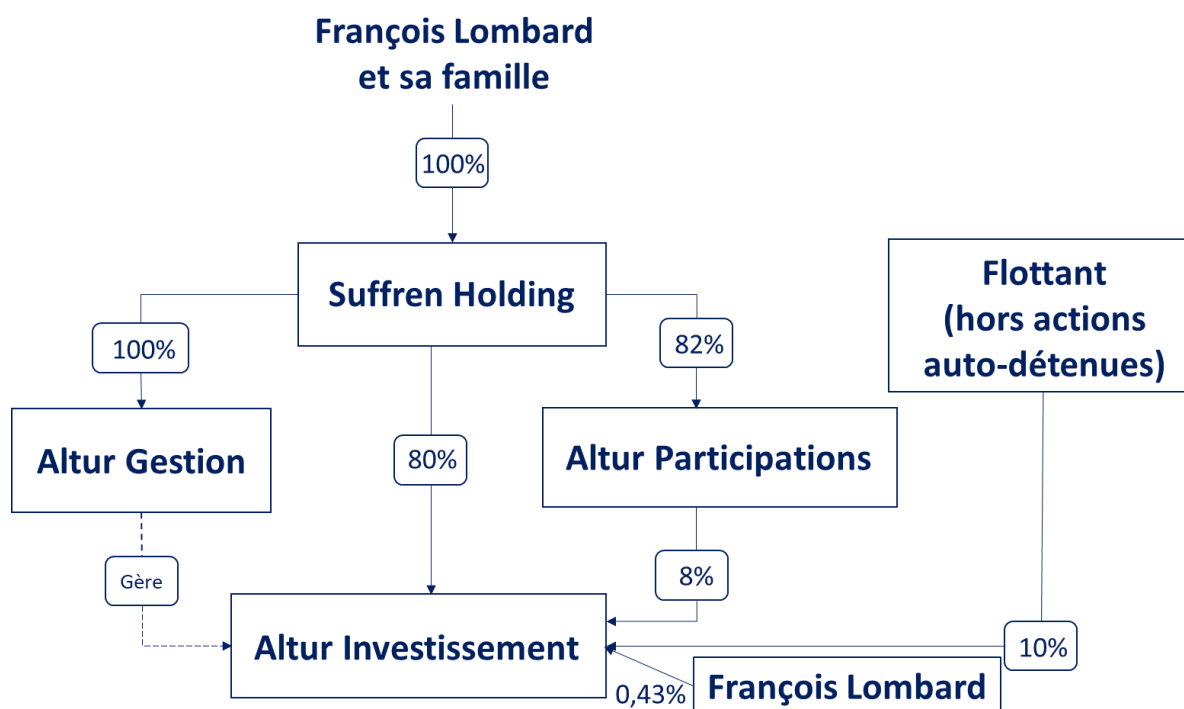 François Lombard
et sa famille
100%
Suffren Holding
Flottant
(hors actions
auto-détenues)
100%
82%
Altur Gestion
80%
Altur Participations
Gère
8%
Altur Investissement
10%
0,43%
François Lombard